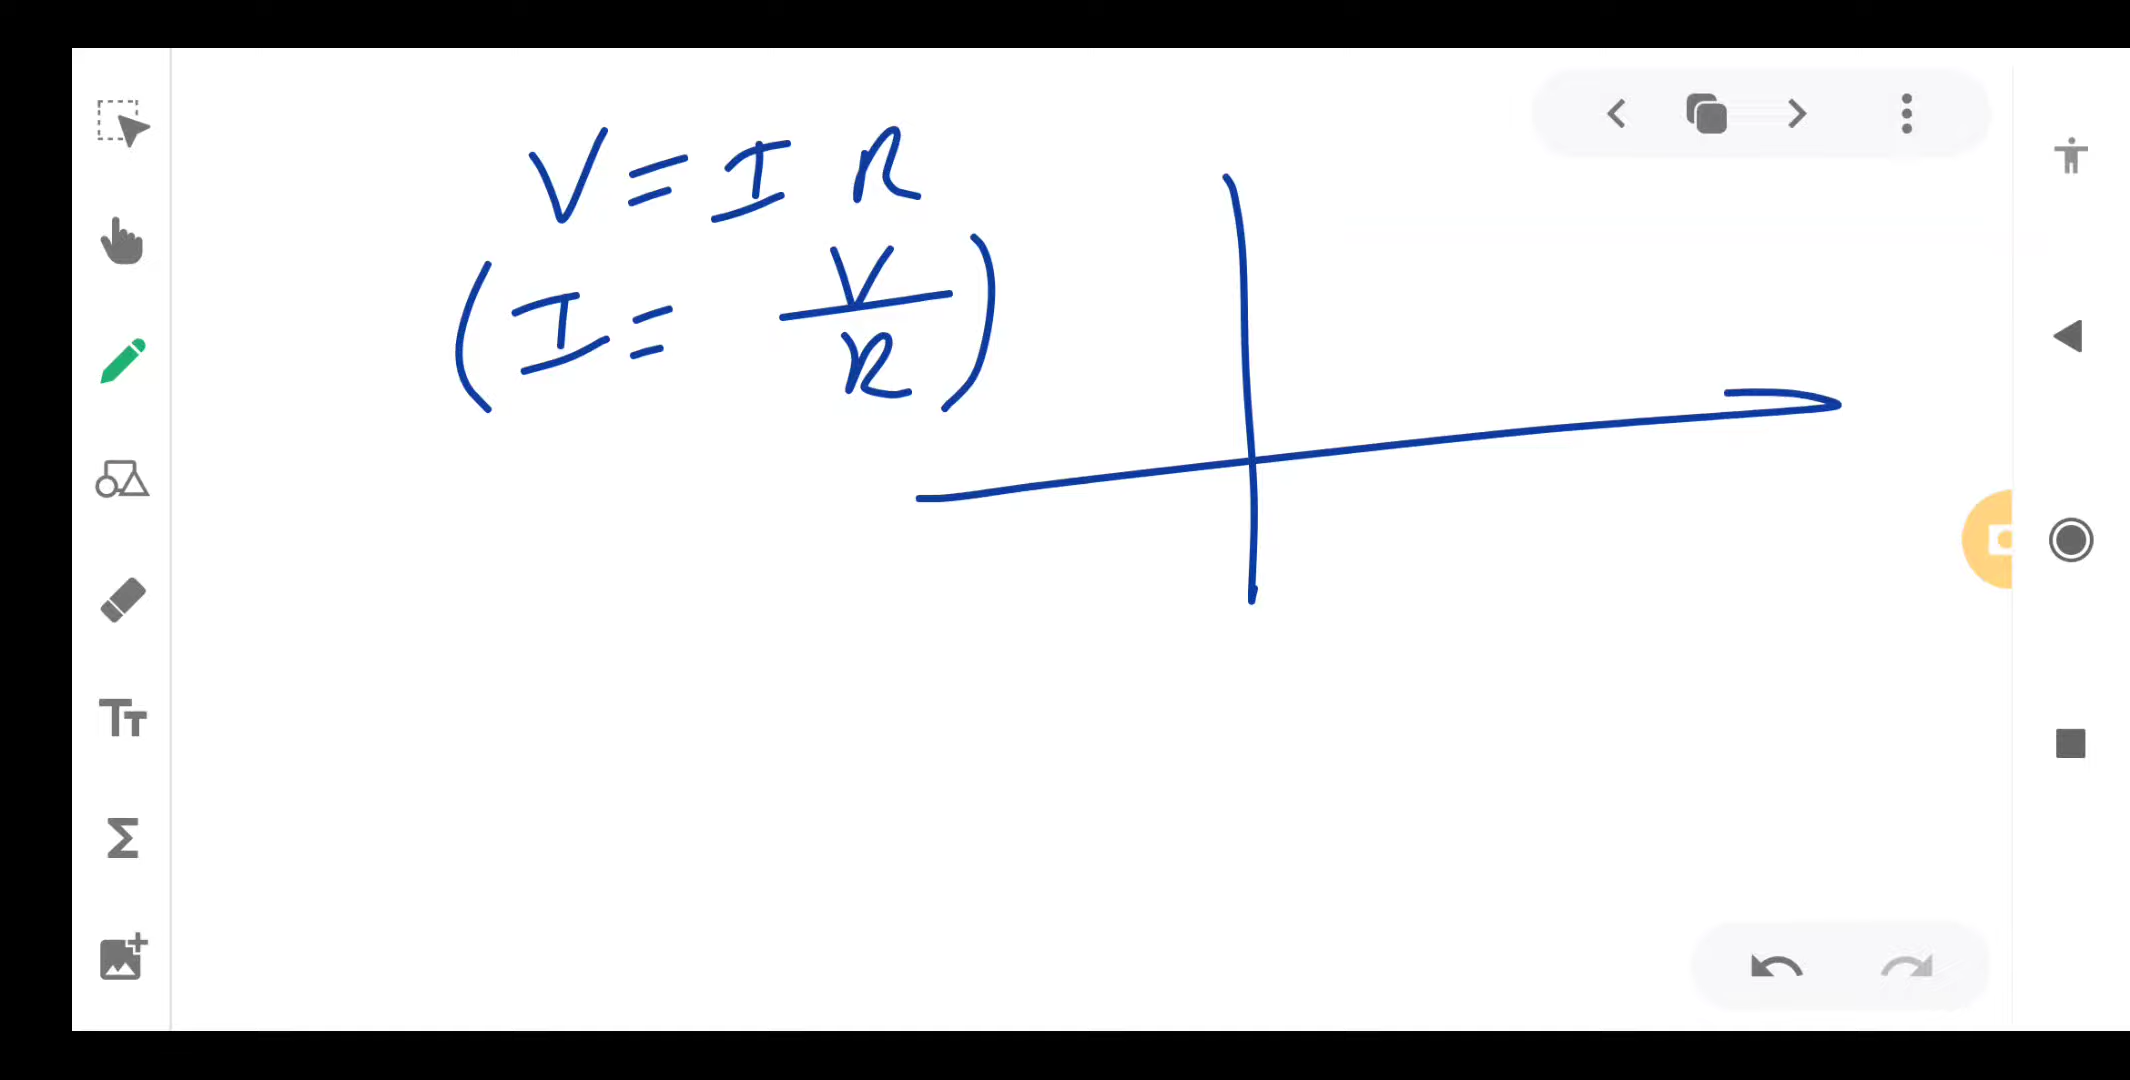 V = I R
(I = V/R)